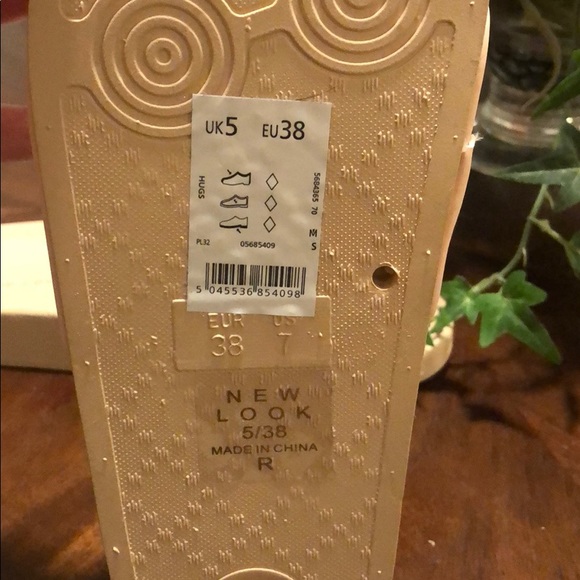 UK5 EU38
HUGS
5684365 70
M
S
PL32 05685409
5 045536 854098
EUR US
38 7
NEW
LOOK
5/38
MADE IN CHINA
R